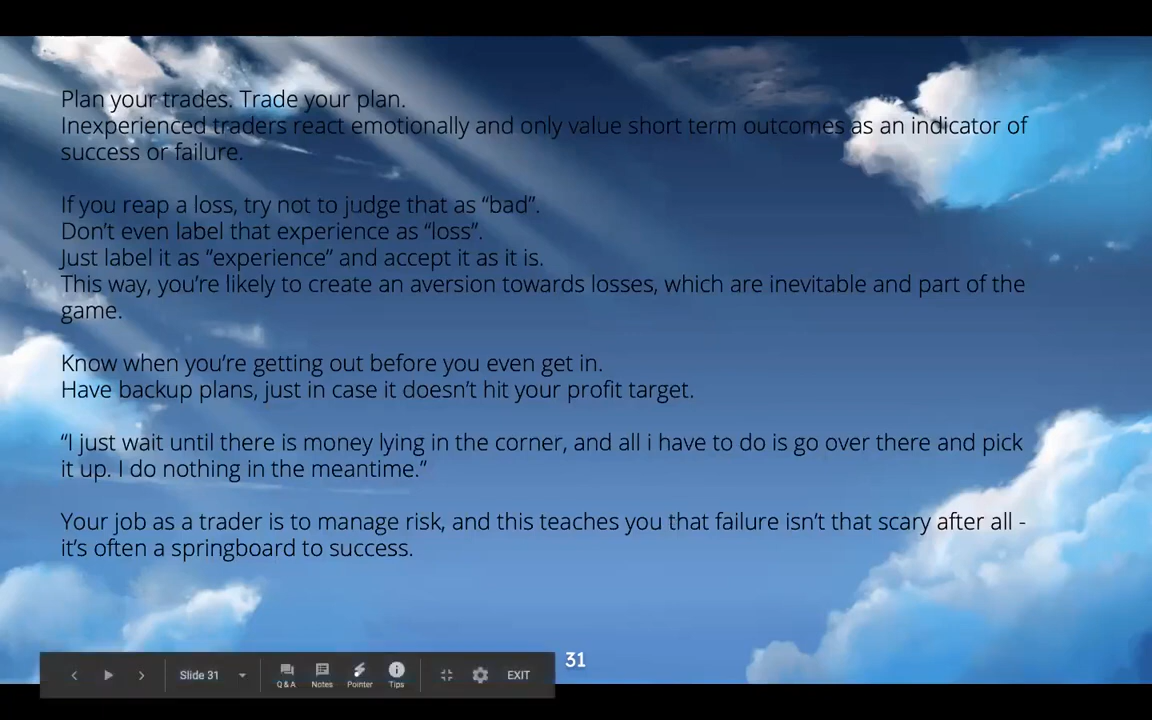 Plan your trades. Trade your plan.
Inexperienced traders react emotionally and only value short term outcomes as an indicator of
success or failure.
If you reap a loss, try not to judge that as “bad”.
Don’t even label that experience as “loss”.
Just label it as “experience” and accept it as it is.
This way, you’re likely to create an aversion towards losses, which are inevitable and part of the
game.
Know when you’re getting out before you even get in.
Have backup plans, just in case it doesn’t hit your profit target.
“I just wait until there is money lying in the corner, and all i have to do is go over there and pick
it up. I do nothing in the meantime.”
Your job as a trader is to manage risk, and this teaches you that failure isn’t that scary after all -
it’s often a springboard to success.
31
Slide 31
Q & A
Notes
Pointer
Tips
EXIT